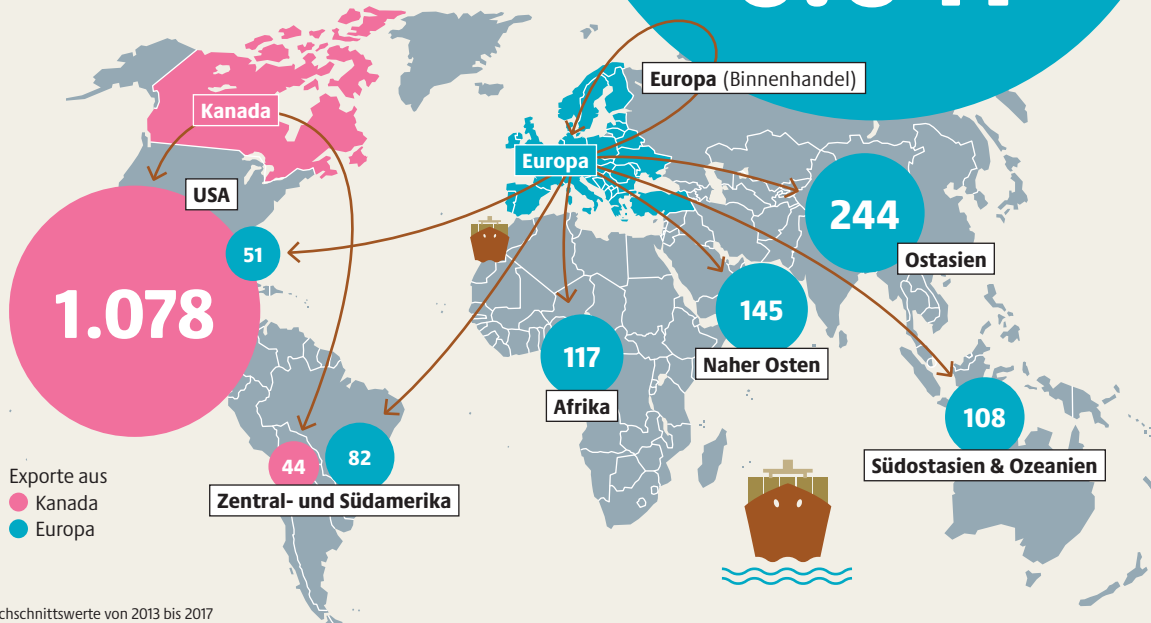 Europa (Binnenhandel)
Kanada
Europa
USA
244
51
Ostasien
1.078
145
117
Naher Osten
Afrika
108
44
82
Südostasien & Ozeanien
Exporte aus
Kanada
Europa
Zentral- und Südamerika
von 2013 bis 2017